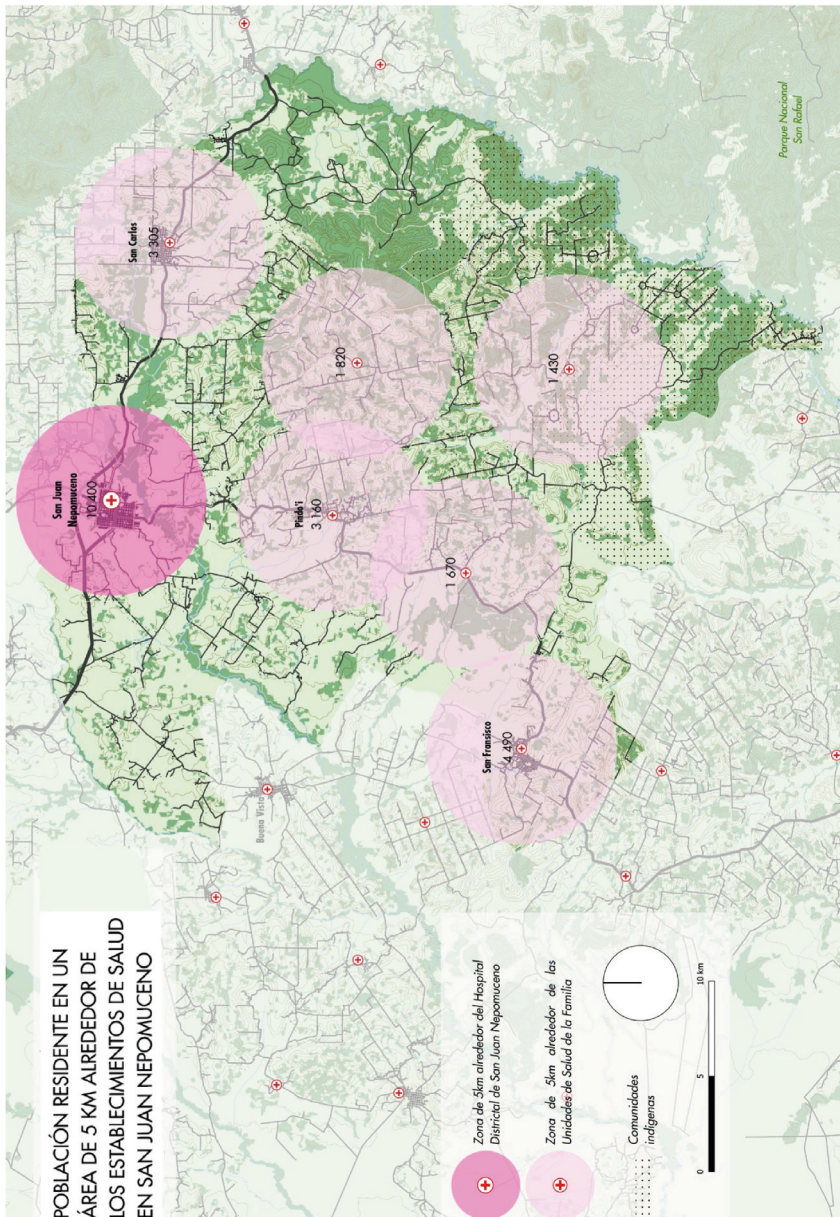 POBLACIÓN RESIDENTE EN UN
ÁREA DE 5 KM ALREDEDOR DE
LOS ESTABLECIMIENTOS DE SALUD
EN SAN JUAN NEPOMUCENO
San Juan
Nepomuceno
10 400
San Carlos
3 305
1 820
Pindo'i
3 160
1 430
1 670
San Fransisco
4 490
Buena Vista
Parque Nacional
San Rafael
Zona de 5km alrededor del Hospital
Districtal de San Juan Nepomuceno
Zona de 5km alrededor de las
Unidades de Salud de la Familia
Comunidades
indígenas
0 5 10 km